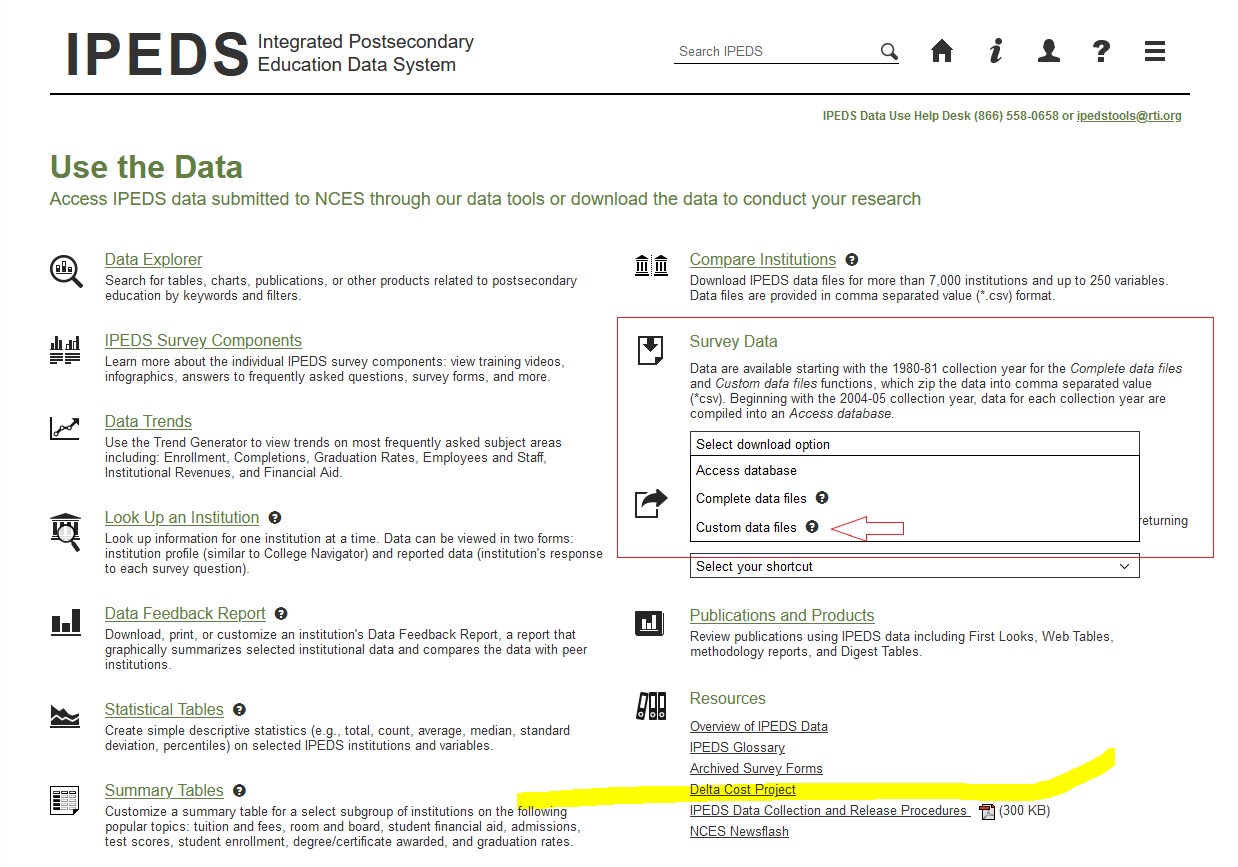 IPEDS Integrated Postsecondary
Education Data System
Search IPEDS
IPEDS Data Use Help Desk (866) 558-0658 or ipedstools@rti.org
Use the Data
Access IPEDS data submitted to NCES through our data tools or download the data to conduct your research
Data Explorer
Search for tables, charts, publications, or other products related to postsecondary
education by keywords and filters.
IPEDS Survey Components
Learn more about the individual IPEDS survey components: view training videos,
infographics, answers to frequently asked questions, survey forms, and more.
Data Trends
Use the Trend Generator to view trends on most frequently asked subject areas
including: Enrollment, Completions, Graduation Rates, Employees and Staff,
Institutional Revenues, and Financial Aid.
Look Up an Institution ?
Look up information for one institution at a time. Data can be viewed in two forms:
institution profile (similar to College Navigator) and reported data (institution's response
to each survey question).
Data Feedback Report ?
Download, print, or customize an institution's Data Feedback Report, a report that
graphically summarizes selected institutional data and compares the data with peer
institutions.
Statistical Tables ?
Create simple descriptive statistics (e.g., total, count, average, median, standard
deviation, percentiles) on selected IPEDS institutions and variables.
Summary Tables ?
Customize a summary table for a select subgroup of institutions on the following
popular topics: tuition and fees, room and board, student financial aid, admissions,
test scores, student enrollment, degree/certificate awarded, and graduation rates.
Compare Institutions ?
Download IPEDS data files for more than 7,000 institutions and up to 250 variables.
Data files are provided in comma separated value (*.csv) format.
Survey Data
Data are available starting with the 1980-81 collection year for the Complete data files
and Custom data files functions, which zip the data into comma separated value
(*csv). Beginning with the 2004-05 collection year, data for each collection year are
compiled into an Access database.
Select download option
Access database
Complete data files ?
Custom data files ?
returning
Select your shortcut
Publications and Products
Review publications using IPEDS data including First Looks, Web Tables,
methodology reports, and Digest Tables.
Resources
Overview of IPEDS Data
IPEDS Glossary
Archived Survey Forms
Delta Cost Project
IPEDS Data Collection and Release Procedures (300 KB)
NCES Newsflash